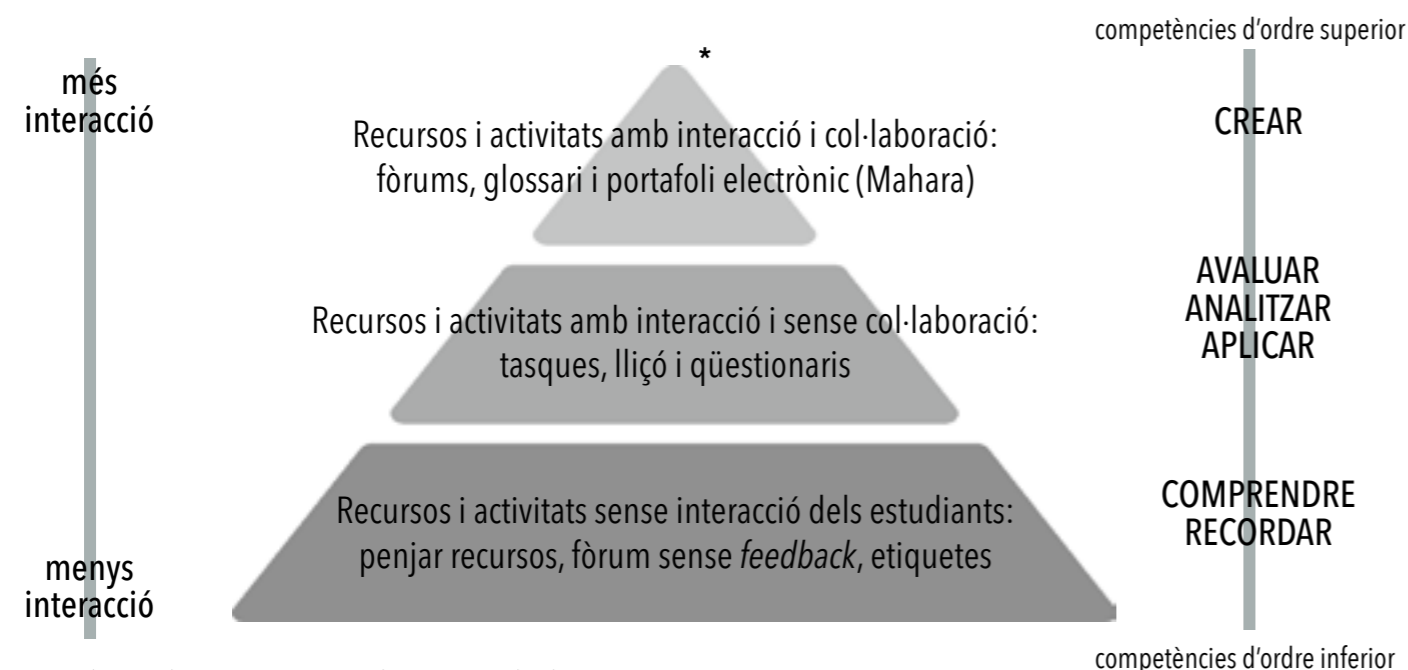 competències d'ordre superior
*
més
interacció
Recursos i activitats amb interacció i col·laboració:
fòrums, glossari i portafoli electrònic (Mahara)
CREAR
Recursos i activitats amb interacció i sense col·laboració:
tasques, lliçó i qüestionaris
AVALUAR
ANALITZAR
APLICAR
Recursos i activitats sense interacció dels estudiants:
penjar recursos, fòrum sense feedback, etiquetes
COMPRENDRE
RECORDAR
menys
interacció
competències d'ordre inferior